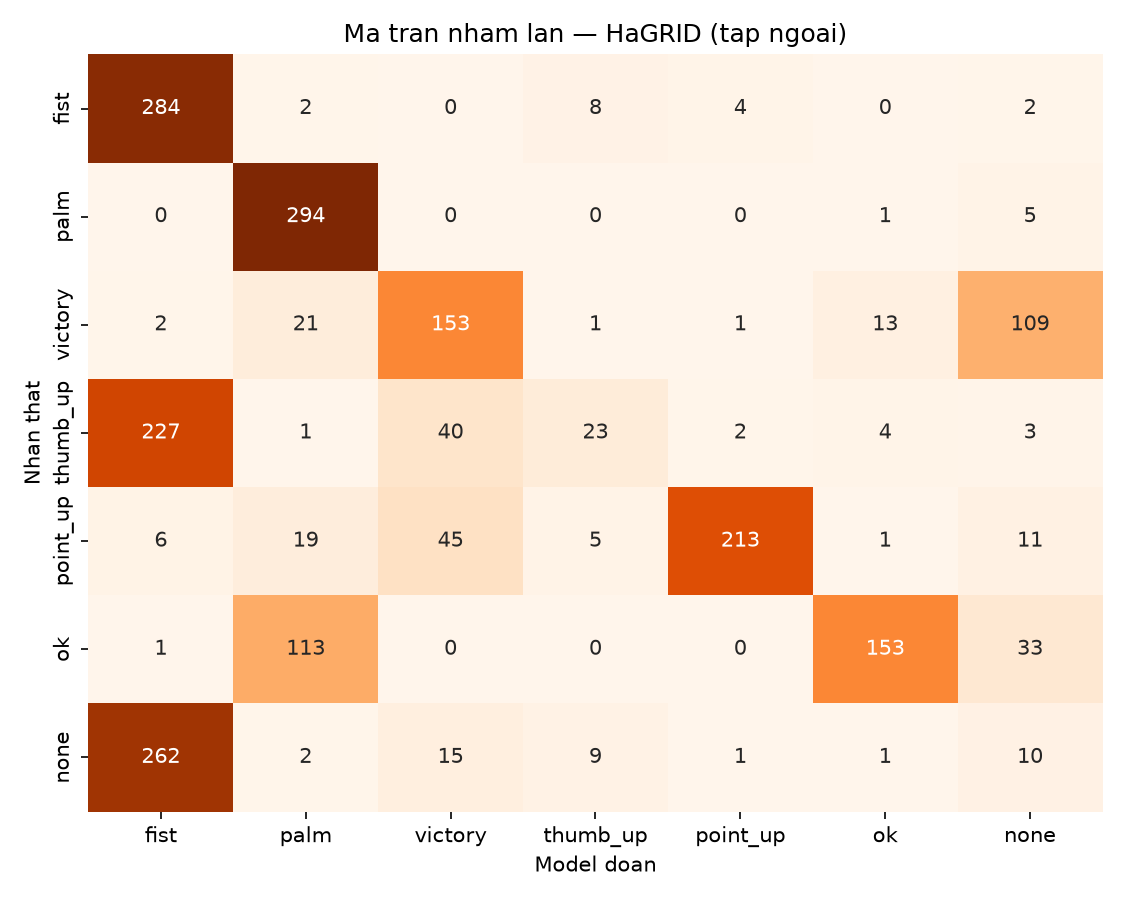 Ma tran nham lan — HaGRID (tap ngoai)
Nhan that
fist 284 2 0 8 4 0 2
palm 0 294 0 0 0 1 5
victory 2 21 153 1 1 13 109
thumb_up 227 1 40 23 2 4 3
point_up 6 19 45 5 213 1 11
ok 1 113 0 0 0 153 33
none 262 2 15 9 1 1 10
fist palm victory thumb_up point_up ok none
Model doan